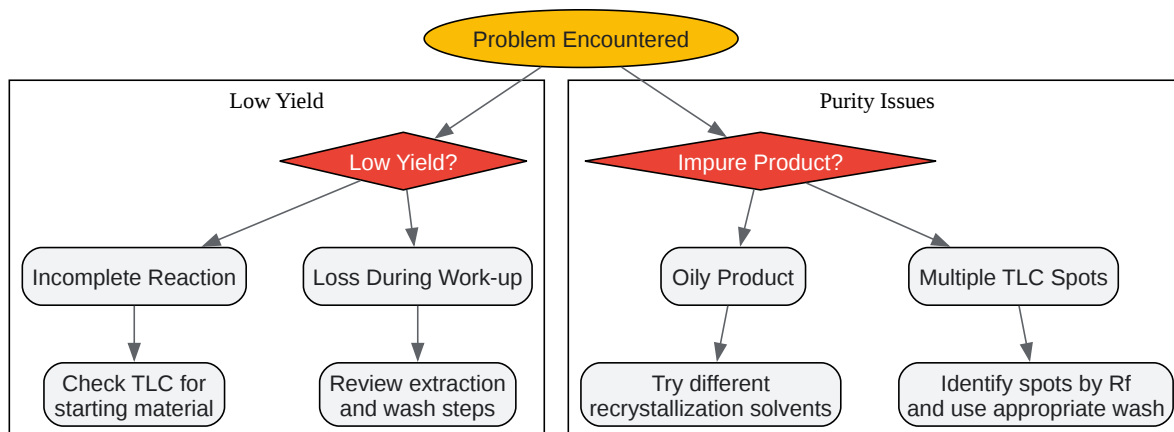 Problem Encountered
Low Yield
Purity Issues
Low Yield?
Impure Product?
Incomplete Reaction
Loss During Work-up
Oily Product
Multiple TLC Spots
Check TLC for
starting material
Review extraction
and wash steps
Try different
recrystallization solvents
Identify spots by Rf
and use appropriate wash